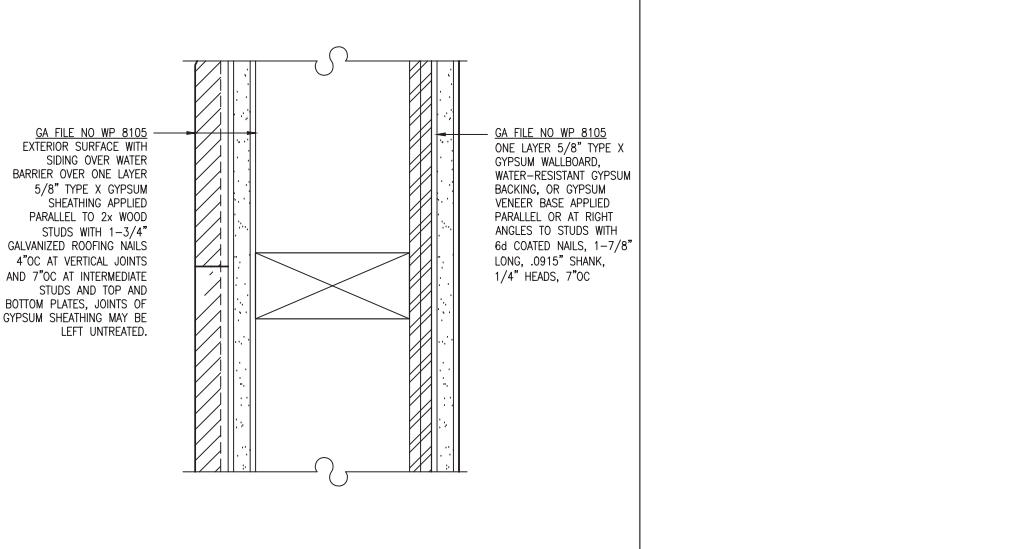 GA FILE NO WP 8105
EXTERIOR SURFACE WITH
SIDING OVER WATER
BARRIER OVER ONE LAYER
5/8" TYPE X GYPSUM
SHEATHING APPLIED
PARALLEL TO 2x WOOD
STUDS WITH 1-3/4"
GALVANIZED ROOFING NAILS
4"OC AT VERTICAL JOINTS
AND 7"OC AT INTERMEDIATE
STUDS AND TOP AND
BOTTOM PLATES, JOINTS OF
GYPSUM SHEATHING MAY BE
LEFT UNTREATED.
GA FILE NO WP 8105
ONE LAYER 5/8" TYPE X
GYPSUM WALLBOARD,
WATER-RESISTANT GYPSUM
BACKING, OR GYPSUM
VENEER BASE APPLIED
PARALLEL OR AT RIGHT
ANGLES TO STUDS WITH
6d COATED NAILS, 1-7/8"
LONG, .0915" SHANK,
1/4" HEADS, 7"OC